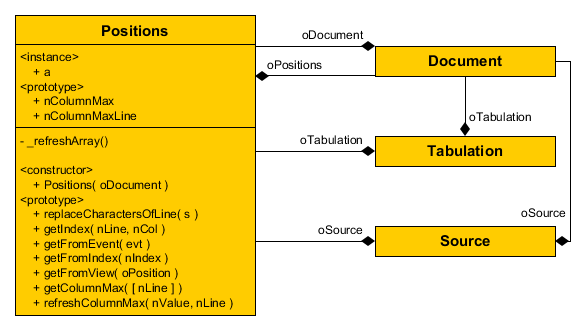 Positions
<instance>
+ a
<prototype>
+ nColumnMax
+ nColumnMaxLine
- _refreshArray()
<constructor>
+ Positions( oDocument )
<prototype>
+ replaceCharactersOfLine( s )
+ getIndex( nLine, nCol )
+ getFromEvent( evt )
+ getFromIndex( nIndex )
+ getFromView( oPosition )
+ getColumnMax( [ nLine ] )
+ refreshColumnMax( nValue, nLine )
oDocument
oPositions
Document
oTabulation
oTabulation
Tabulation
oSource
oSource
Source